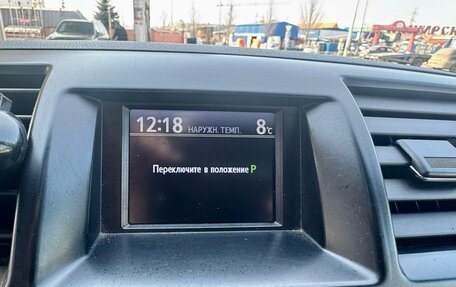 12:18 НАРУЖН. ТЕМП. 8°C
Переключите в положение P